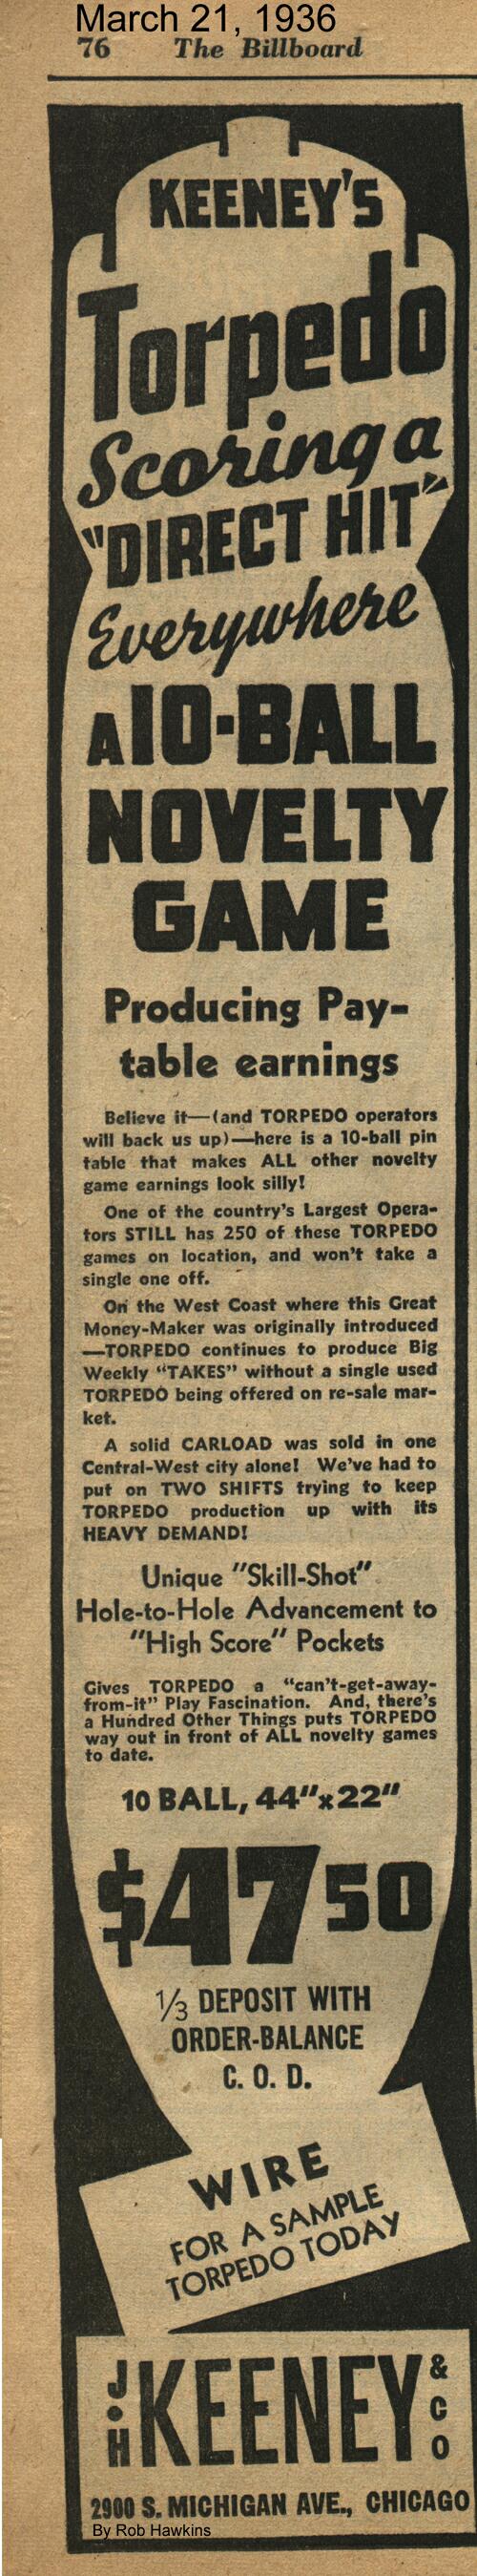 March 21, 1936
76 The Billboard
KEENEY'S
Torpedo
Scoring a
"DIRECT HIT"
Everywhere
A 10-BALL
NOVELTY
GAME
Producing Pay-
table earnings
Believe it—(and TORPEDO operators
will back us up)—here is a 10-ball pin
table that makes ALL other novelty
game earnings look silly!
One of the country's Largest Opera-
tors STILL has 250 of these TORPEDO
games on location, and won't take a
single one off.
On the West Coast where this Great
Money-Maker was originally introduced
—TORPEDO continues to produce Big
Weekly "TAKES" without a single used
TORPEDO being offered on re-sale mar-
ket.
A solid CARLOAD was sold in one
Central-West city alone! We've had to
put on TWO SHIFTS trying to keep
TORPEDO production up with its
HEAVY DEMAND!
Unique "Skill-Shot"
Hole-to-Hole Advancement to
"High Score" Pockets
Gives TORPEDO a "can't-get-away-
from-it" Play Fascination. And, there's
a Hundred Other Things puts TORPEDO
way out in front of ALL novelty games
to date.
10 BALL, 44"x22"
$47 50
1/3 DEPOSIT WITH
ORDER-BALANCE
C. O. D.
WIRE
FOR A SAMPLE
TORPEDO TODAY
J•H KEENEY & CO
2900 S. MICHIGAN AVE., CHICAGO
By Rob Hawkins